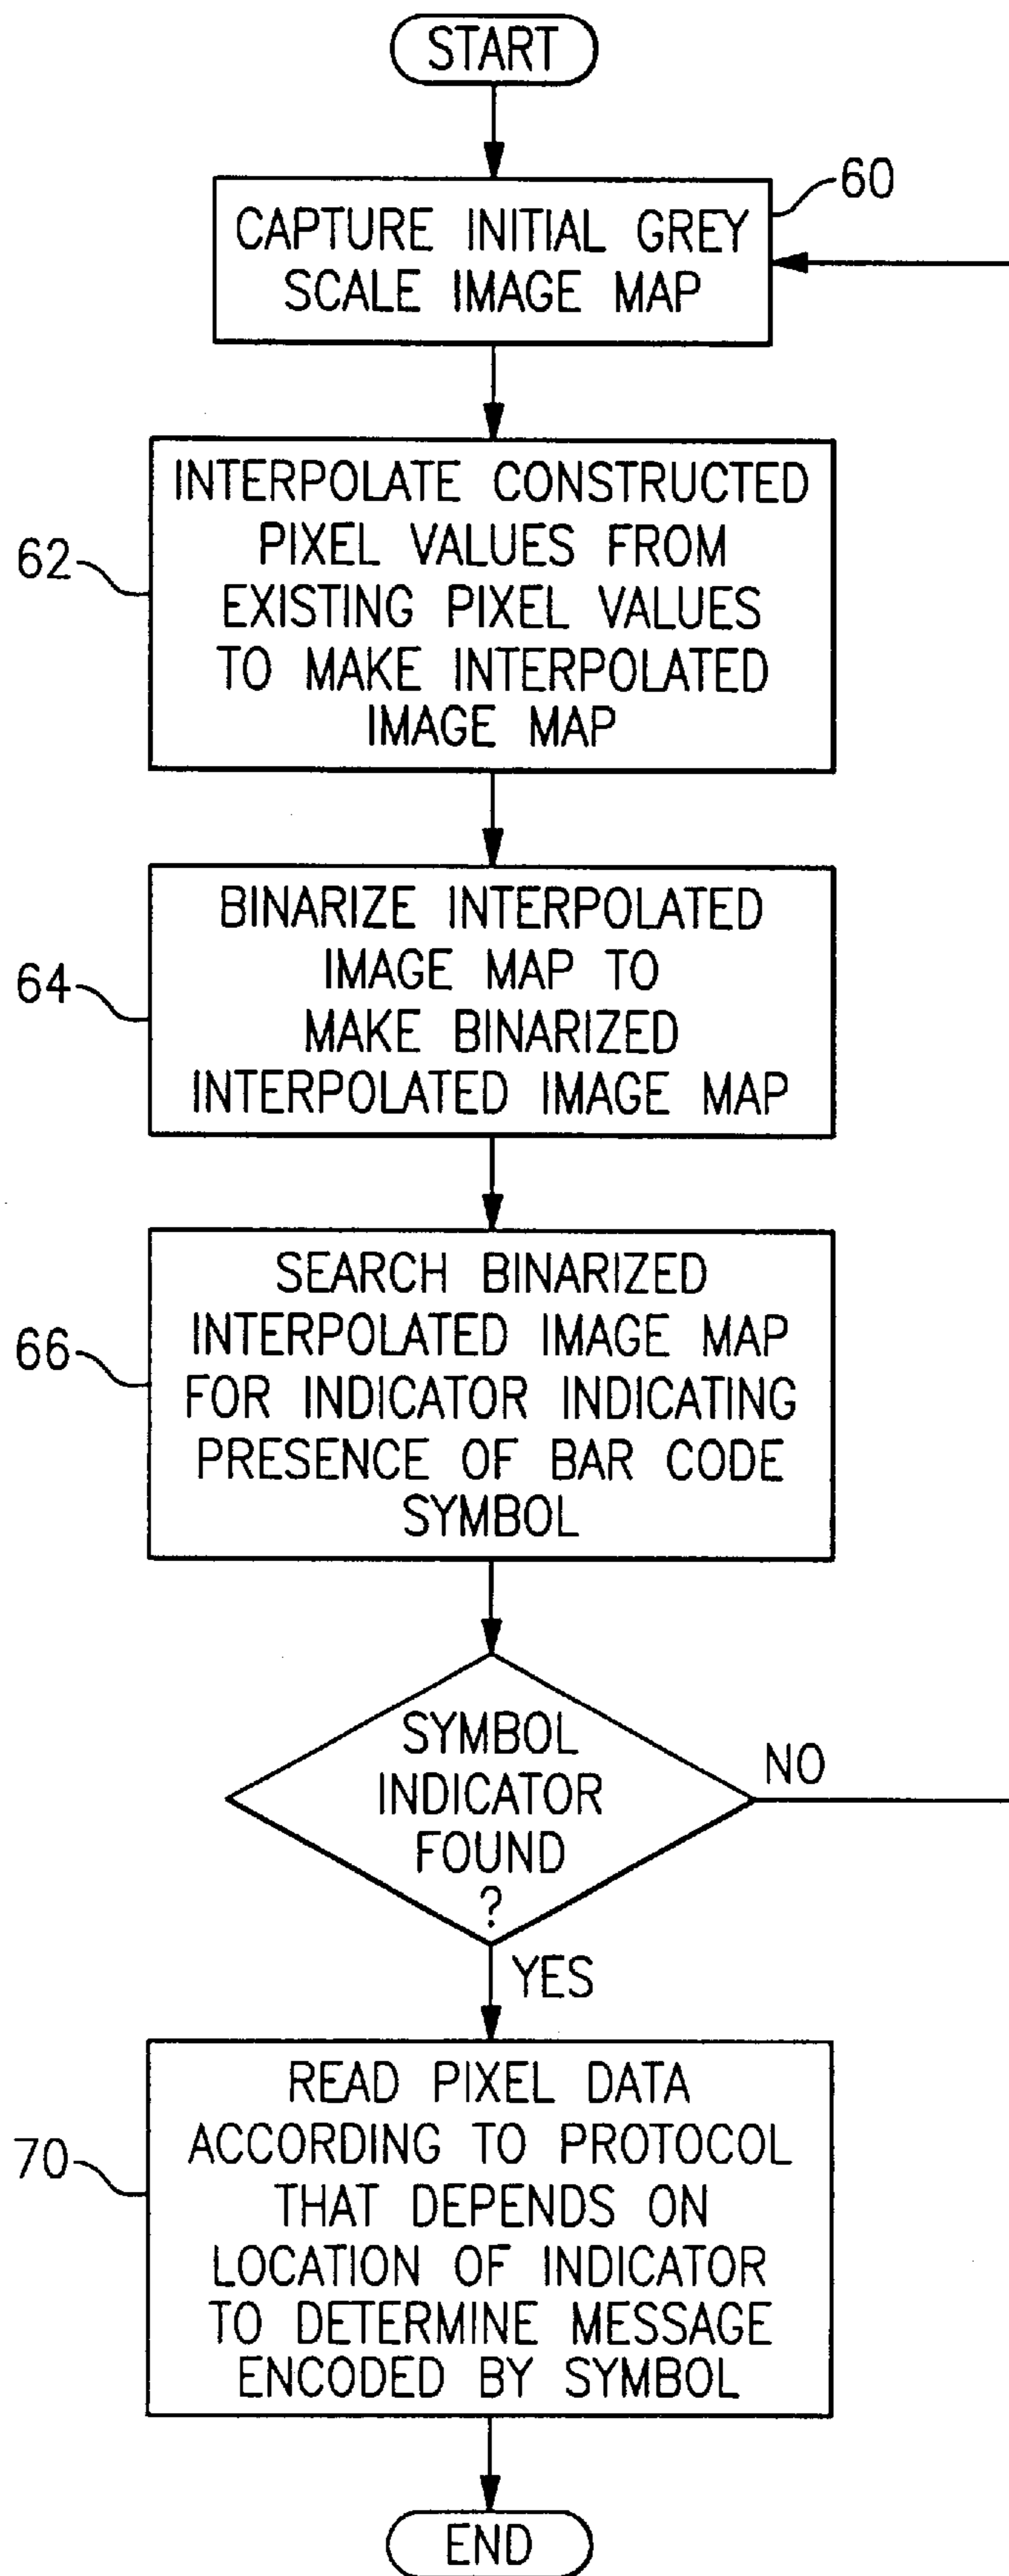 START
60
CAPTURE INITIAL GREY
SCALE IMAGE MAP
62
INTERPOLATE CONSTRUCTED
PIXEL VALUES FROM
EXISTING PIXEL VALUES
TO MAKE INTERPOLATED
IMAGE MAP
64
BINARIZE INTERPOLATED
IMAGE MAP TO
MAKE BINARIZED
INTERPOLATED IMAGE MAP
66
SEARCH BINARIZED
INTERPOLATED IMAGE MAP
FOR INDICATOR INDICATING
PRESENCE OF BAR CODE
SYMBOL
SYMBOL
INDICATOR
FOUND
?
NO
YES
70
READ PIXEL DATA
ACCORDING TO PROTOCOL
THAT DEPENDS ON
LOCATION OF INDICATOR
TO DETERMINE MESSAGE
ENCODED BY SYMBOL
END